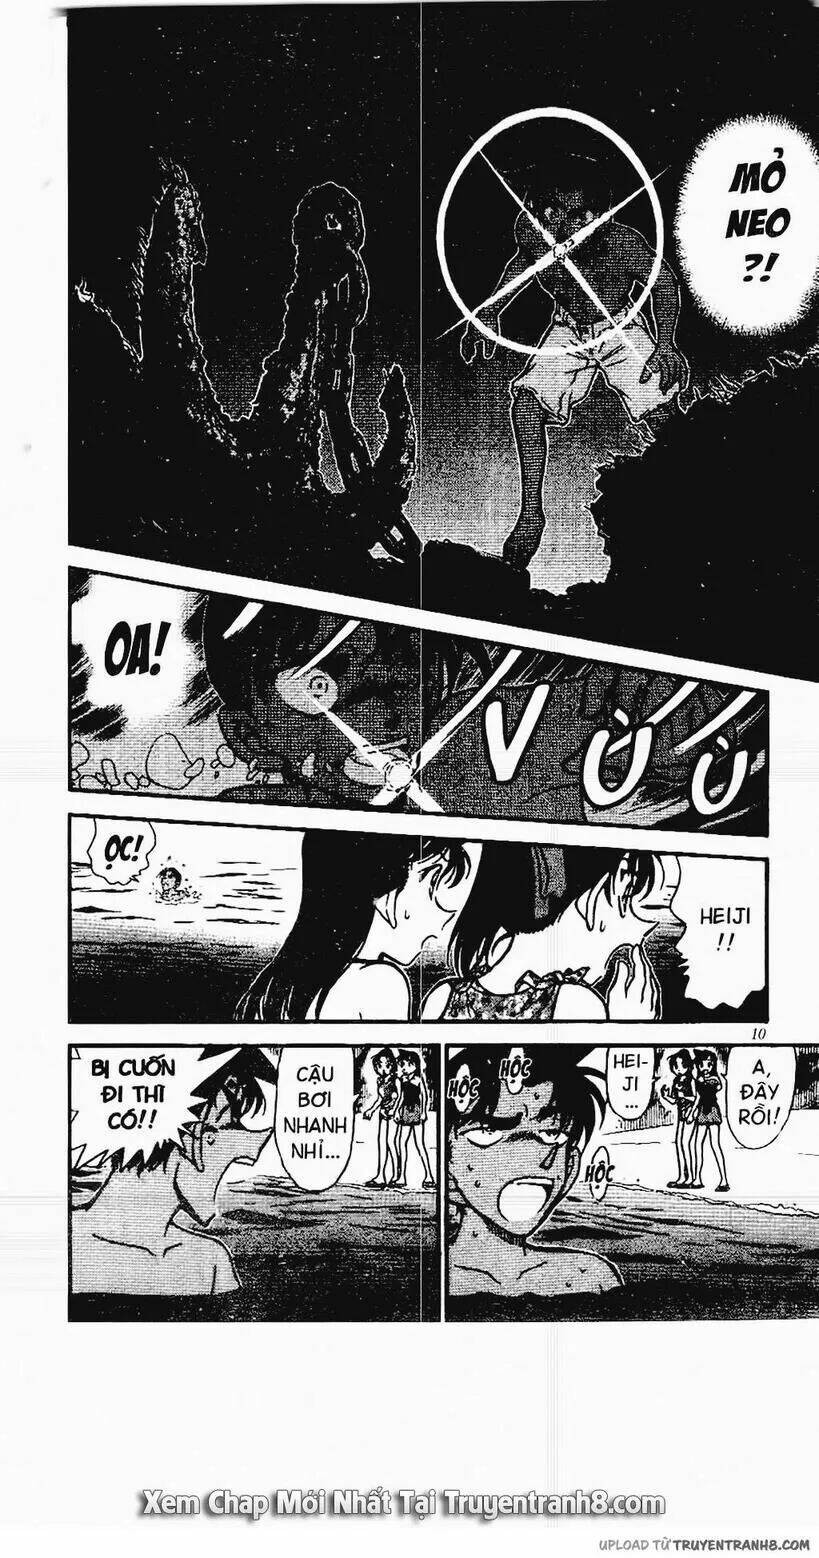 MỎ
NEO
?!
OA!
VÙÙ
ỌC!
HEIJI
!!
10
A,
ĐÂY
RỒI!
HEI-
JI
...
HỘC
HỘC
HỘC
CẬU
BƠI
NHANH
NHỈ...
BỊ CUỐN
ĐI THÌ
CÓ!!
Xem Chap Mới Nhất Tại Truyentranh8.com
UPLOAD TỪ TRUYENTRANH8.COM